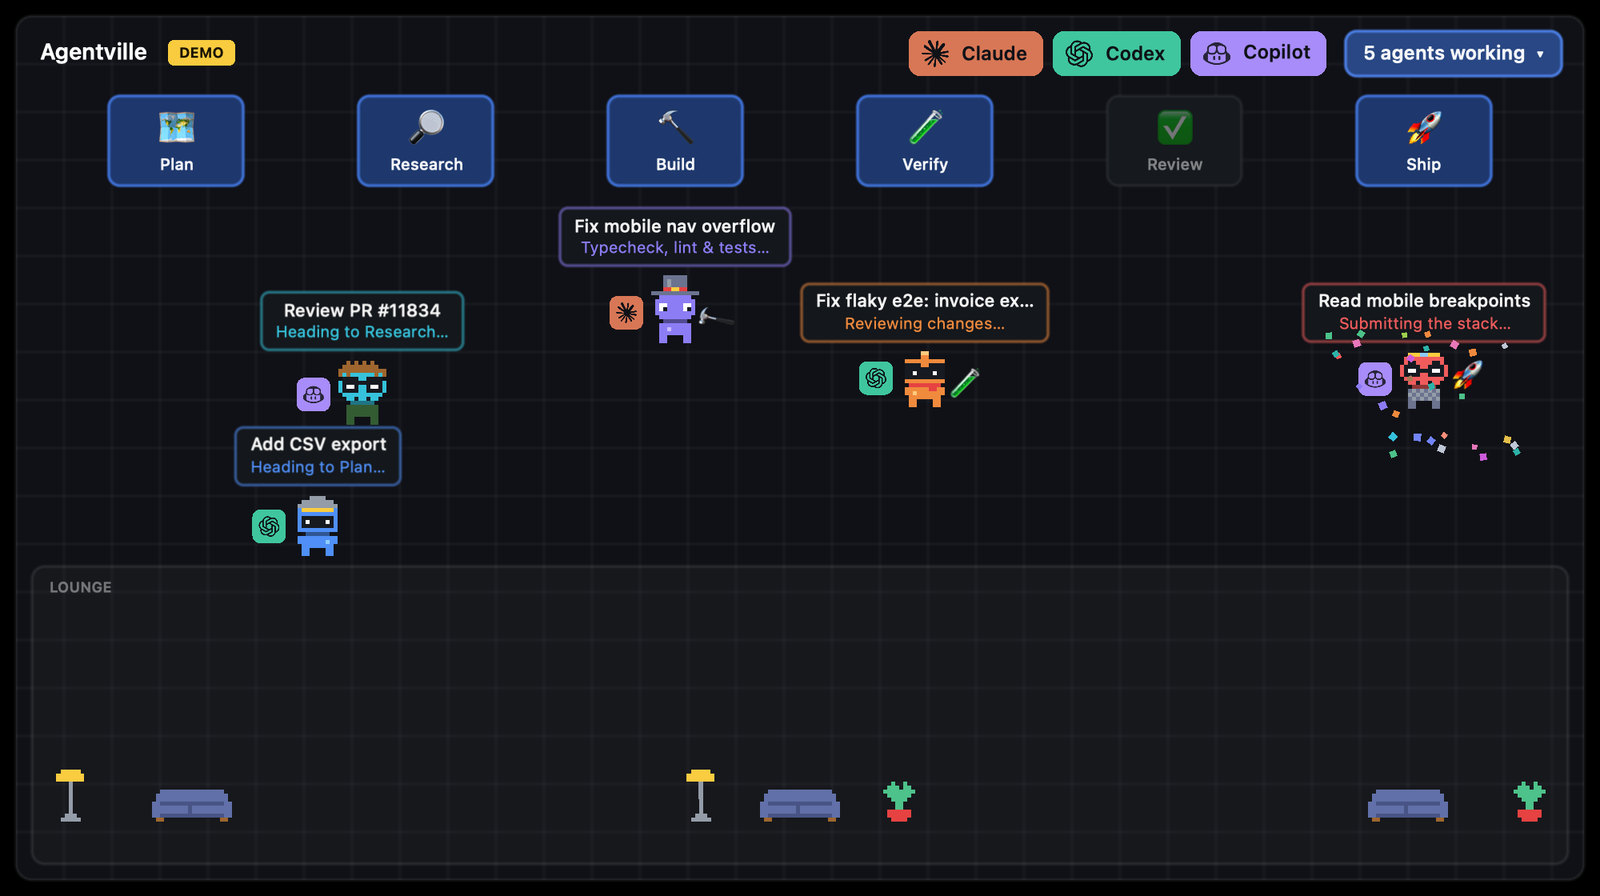 Agentville
DEMO
Claude
Codex
Copilot
5 agents working
Plan
Research
Build
Verify
Review
Ship
Fix mobile nav overflow
Typecheck, lint & tests...
Review PR #11834
Heading to Research...
Fix flaky e2e: invoice ex...
Reviewing changes...
Read mobile breakpoints
Submitting the stack...
Add CSV export
Heading to Plan...
LOUNGE